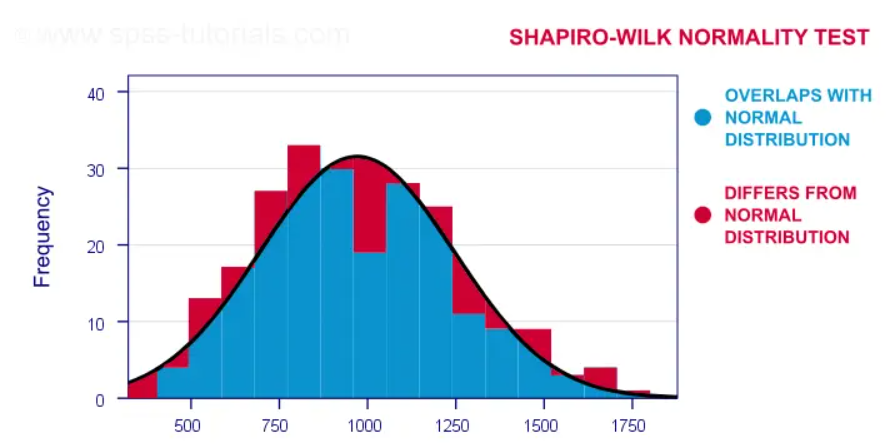 © www.spss-tutorials.com
SHAPIRO-WILK NORMALITY TEST
OVERLAPS WITH
NORMAL
DISTRIBUTION
DIFFERS FROM
NORMAL
DISTRIBUTION
Frequency
40
30
20
10
0
500 750 1000 1250 1500 1750